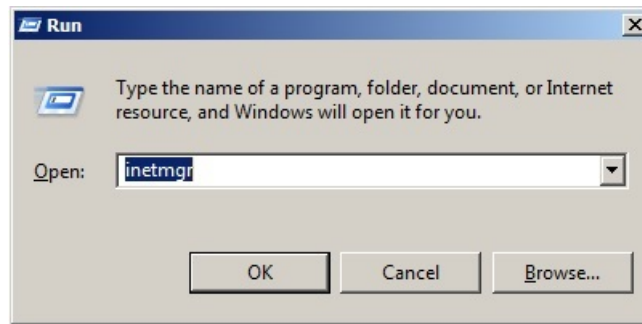 Run
Type the name of a program, folder, document, or Internet
resource, and Windows will open it for you.
Open: inetmgr
OK Cancel Browse...